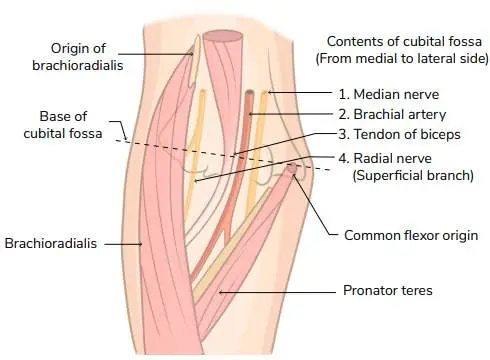 Origin of
brachioradialis
Contents of cubital fossa
(From medial to lateral side)
1. Median nerve
2. Brachial artery
3. Tendon of biceps
4. Radial nerve
(Superficial branch)
Base of
cubital fossa
Brachioradialis
Common flexor origin
Pronator teres